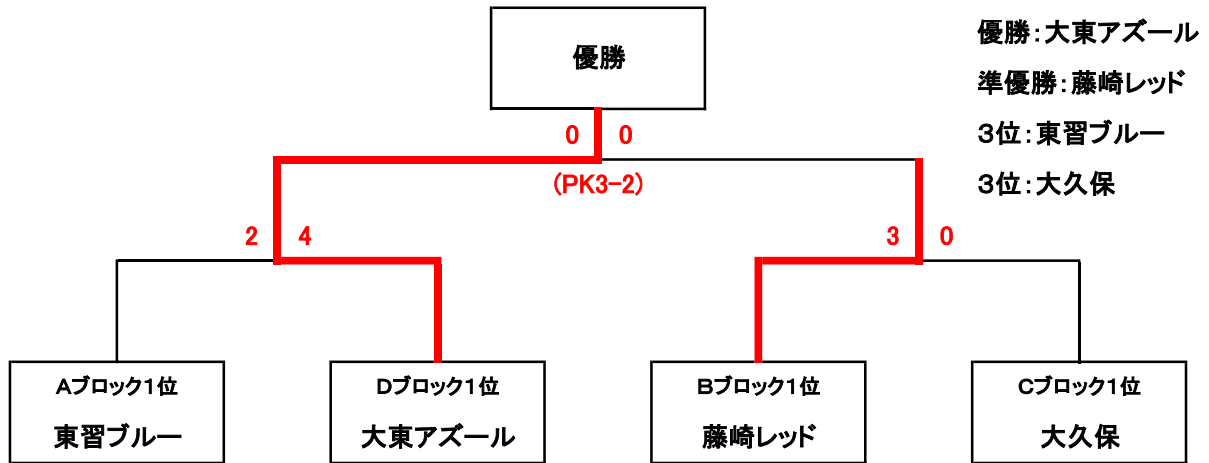 優勝
優勝:大東アズール
準優勝:藤崎レッド
3位:東習ブルー
3位:大久保
0 0
(PK3-2)
2 4
3 0
Aブロック1位
東習ブルー
Dブロック1位
大東アズール
Bブロック1位
藤崎レッド
Cブロック1位
大久保